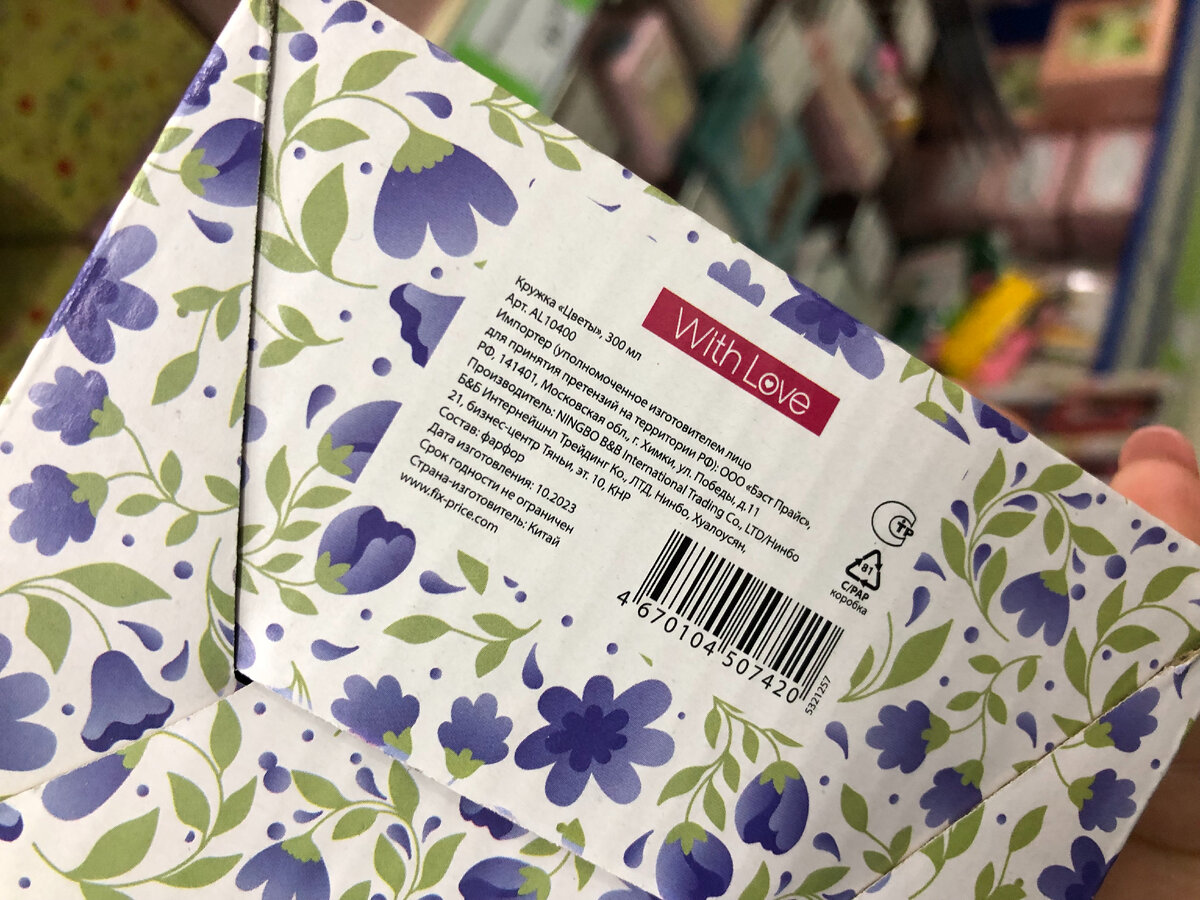 With Love
Кружка «Цветы», 300 мл
Арт. AL10400
Импортер (уполномоченное изготовителем лицо
для принятия претензий на территории РФ): ООО «Бэст Прайс»,
РФ, 141401, Московская обл., г. Химки, ул. Победы, д.11
Производитель: NINGBO B&B International Trading Co., LTD/Нинбо
Б&Б Интернейшнл Трейдинг Ко., ЛТД, Нинбо, Хуалоусян,
21, бизнес-центр Тяньи, эт. 10, КНР
Состав: фарфор
Дата изготовления: 10.2023
Срок годности не ограничен
Страна-изготовитель: Китай
www.fix-price.com
СТР
81
C/PAP
коробка
4 670104 507420
5321257